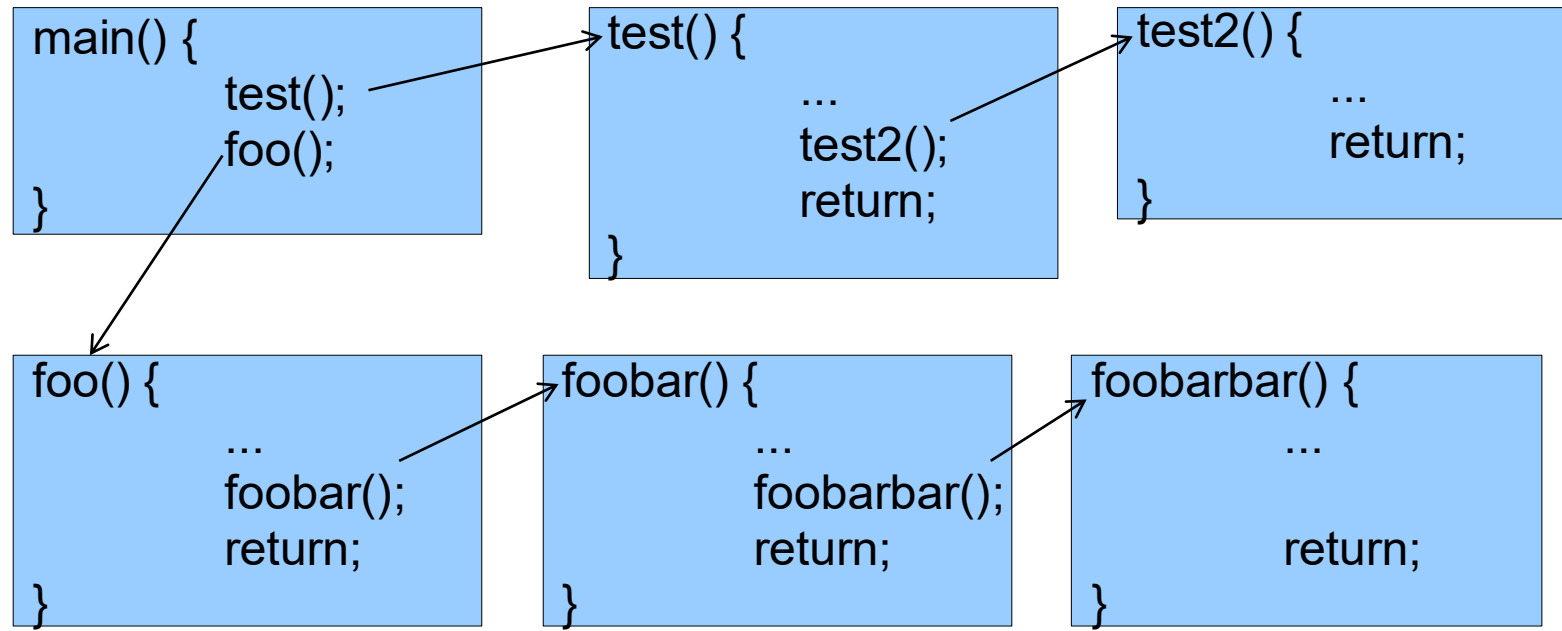 main() {
test();
foo();
}
test() {
...
test2();
return;
}
test2() {
...
return;
}
foo() {
...
foobar();
return;
}
foobar() {
...
foobarbar();
return;
}
foobarbar() {
...
return;
}